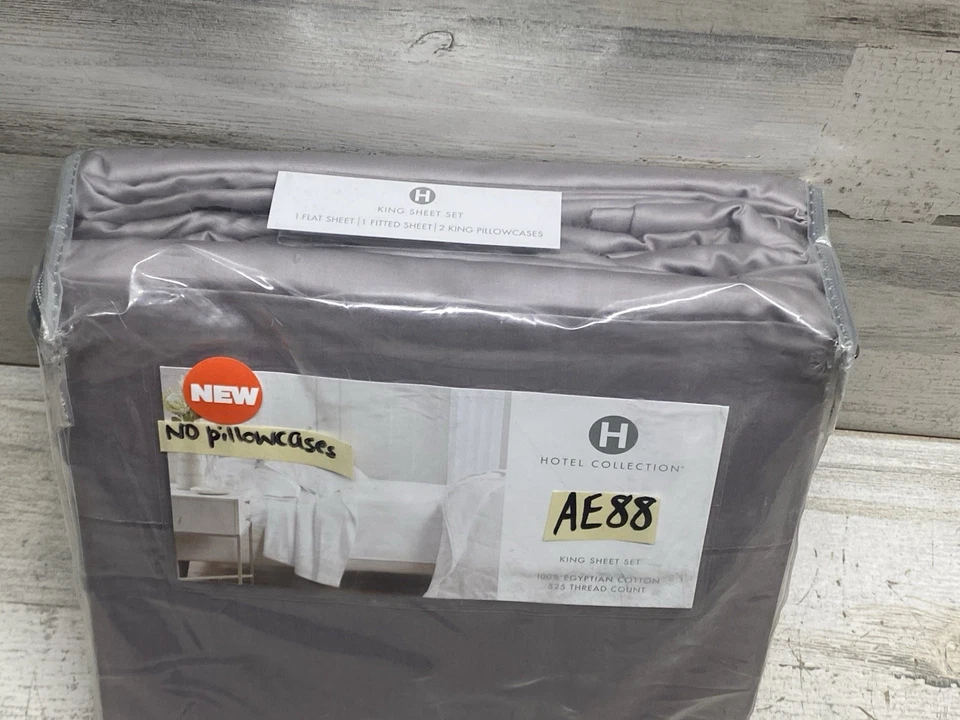 H
KING SHEET SET
1 FLAT SHEET | 1 FITTED SHEET | 2 KING PILLOWCASES
NEW
NO pillowcases
H
HOTEL COLLECTION
AE88
KING SHEET SET
100% EGYPTIAN COTTON
525 THREAD COUNT